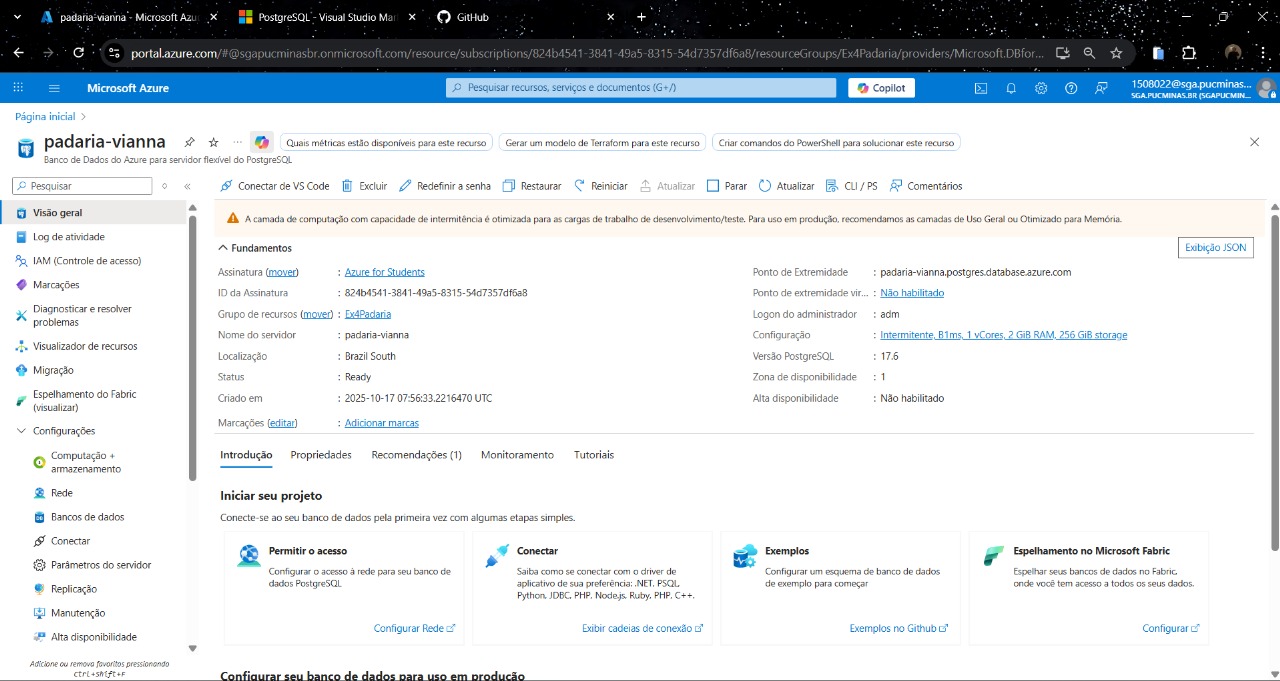 padaria-vianna - Microsoft Azu
PostgreSQL - Visual Studio Mar
GitHub
portal.azure.com/#@sgapucminasbr.onmicrosoft.com/resource/subscriptions/824b4541-3841-49a5-8315-54d7357df6a8/resourceGroups/Ex4Padaria/providers/Microsoft.DBfor...
Microsoft Azure
Pesquisar recursos, serviços e documentos (G+/)
Copilot
1508022@sga.pucminas...
SGA.PUCMINAS.BR (SGAPUCMIN...
Página inicial
padaria-vianna
Quais métricas estão disponíveis para este recurso
Gerar um modelo de Terraform para este recurso
Criar comandos do PowerShell para solucionar este recurso
Banco de Dados do Azure para servidor flexível do PostgreSQL
Pesquisar
Conectar de VS Code
Excluir
Redefinir a senha
Restaurar
Reiniciar
Atualizar
Parar
Atualizar
CLI / PS
Comentários
Visão geral
Log de atividade
IAM (Controle de acesso)
Marcações
Diagnosticar e resolver
problemas
Visualizador de recursos
Migração
Espelhamento do Fabric
(visualizar)
Configurações
Computação +
armazenamento
Rede
Bancos de dados
Conectar
Parâmetros do servidor
Replicação
Manutenção
Alta disponibilidade
Adicione ou remova favoritos pressionando
Ctrl+Shift+F
A camada de computação com capacidade de intermitência é otimizada para as cargas de trabalho de desenvolvimento/teste. Para uso em produção, recomendamos as camadas de Uso Geral ou Otimizado para Memória.
Fundamentos
Exibição JSON
Assinatura (mover) : Azure for Students
ID da Assinatura : 824b4541-3841-49a5-8315-54d7357df6a8
Grupo de recursos (mover) : Ex4Padaria
Nome do servidor : padaria-vianna
Localização : Brazil South
Status : Ready
Criado em : 2025-10-17 07:56:33.2216470 UTC
Marcações (editar) : Adicionar marcas
Ponto de Extremidade : padaria-vianna.postgres.database.azure.com
Ponto de extremidade vir... : Não habilitado
Logon do administrador : adm
Configuração : Intermitente, B1ms, 1 vCores, 2 GiB RAM, 256 GiB storage
Versão PostgreSQL : 17.6
Zona de disponibilidade : 1
Alta disponibilidade : Não habilitado
Introdução
Propriedades
Recomendações (1)
Monitoramento
Tutoriais
Iniciar seu projeto
Conecte-se ao seu banco de dados pela primeira vez com algumas etapas simples.
Permitir o acesso
Configurar o acesso à rede para seu banco de
dados PostgreSQL
Configurar Rede
Conectar
Saiba como se conectar com o driver de
aplicativo de sua preferência: .NET, PSQL,
Python, JDBC, PHP, Node.js, Ruby, PHP, C++.
Exibir cadeias de conexão
Exemplos
Configurar um esquema de banco de dados
de exemplo para começar
Exemplos no Github
Espelhamento no Microsoft Fabric
Espelhar seus bancos de dados no Fabric,
onde você tem acesso a todos os seus dados.
Configurar
Configurar seu banco de dados para uso em produção